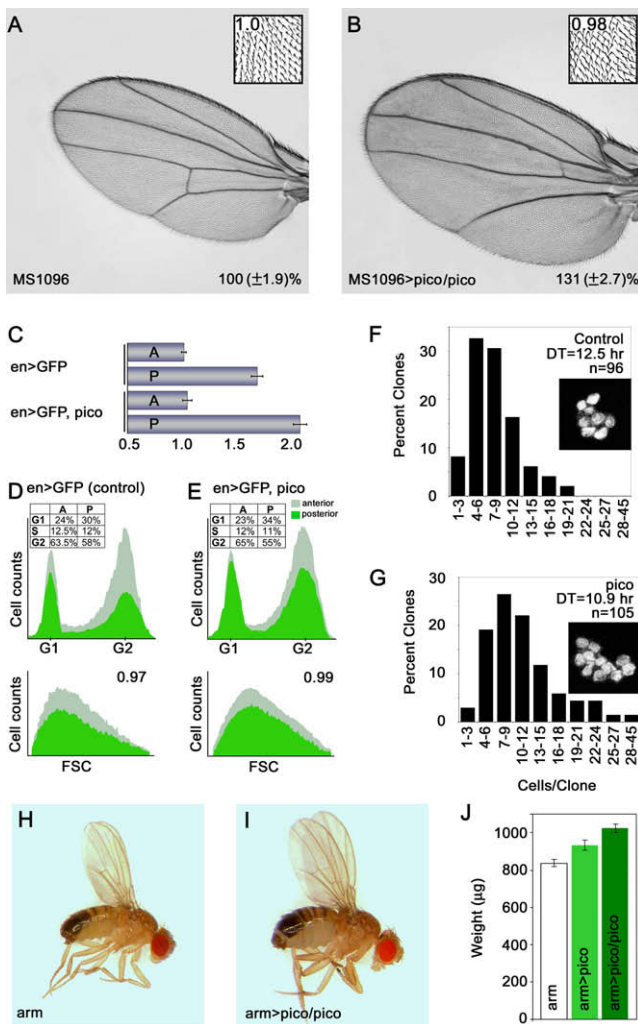 A
1.0
MS1096
100 (±1.9)%
B
0.98
MS1096>pico/pico
131 (±2.7)%
C
en>GFP
A
P
en>GFP, pico
A
P
0.5 1.0 1.5 2.0
D en>GFP (control)
A P
G1 24% 30%
S 12.5% 12%
G2 63.5% 58%
Cell counts
G1 G2
0.97
Cell counts
FSC
E en>GFP, pico
A P
G1 23% 34%
S 12% 11%
G2 65% 55%
anterior
posterior
Cell counts
G1 G2
0.99
Cell counts
FSC
F
Control
DT=12.5 hr
n=96
Percent Clones
30
20
10
0
1-3 4-6 7-9 10-12 13-15 16-18 19-21 22-24 25-27 28-45
G
pico
DT=10.9 hr
n=105
Percent Clones
30
20
10
0
1-3 4-6 7-9 10-12 13-15 16-18 19-21 22-24 25-27 28-45
Cells/Clone
H
arm
I
arm>pico/pico
J
Weight (µg)
1000
800
600
400
200
0
arm
arm>pico
arm>pico/pico